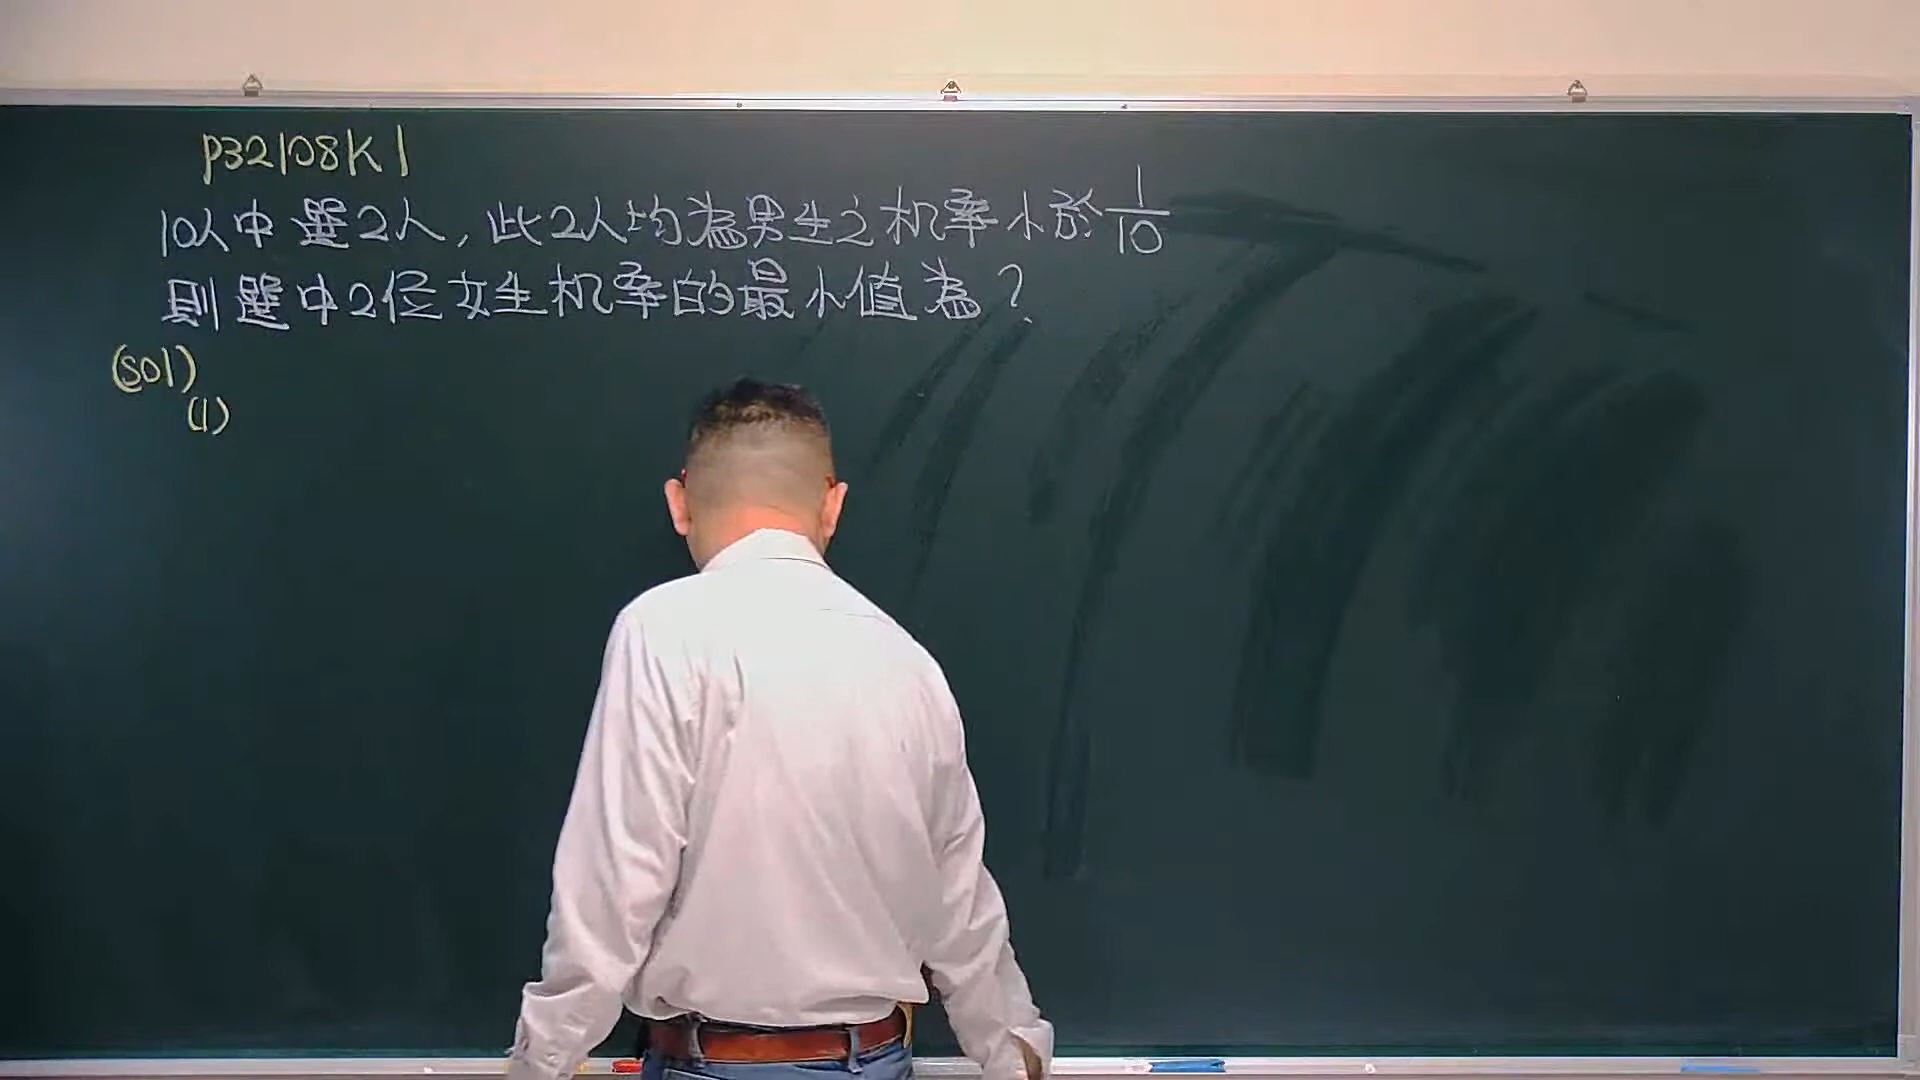 p32108K1
10人中選2人,此2人均為男生之机率小於1/10
則選中2位女生机率的最小值為?
(sol)
(1)